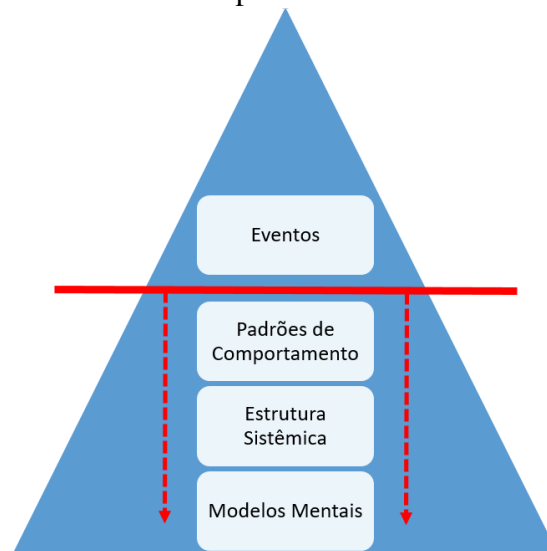 Eventos
Padrões de
Comportamento
Estrutura
Sistêmica
Modelos Mentais